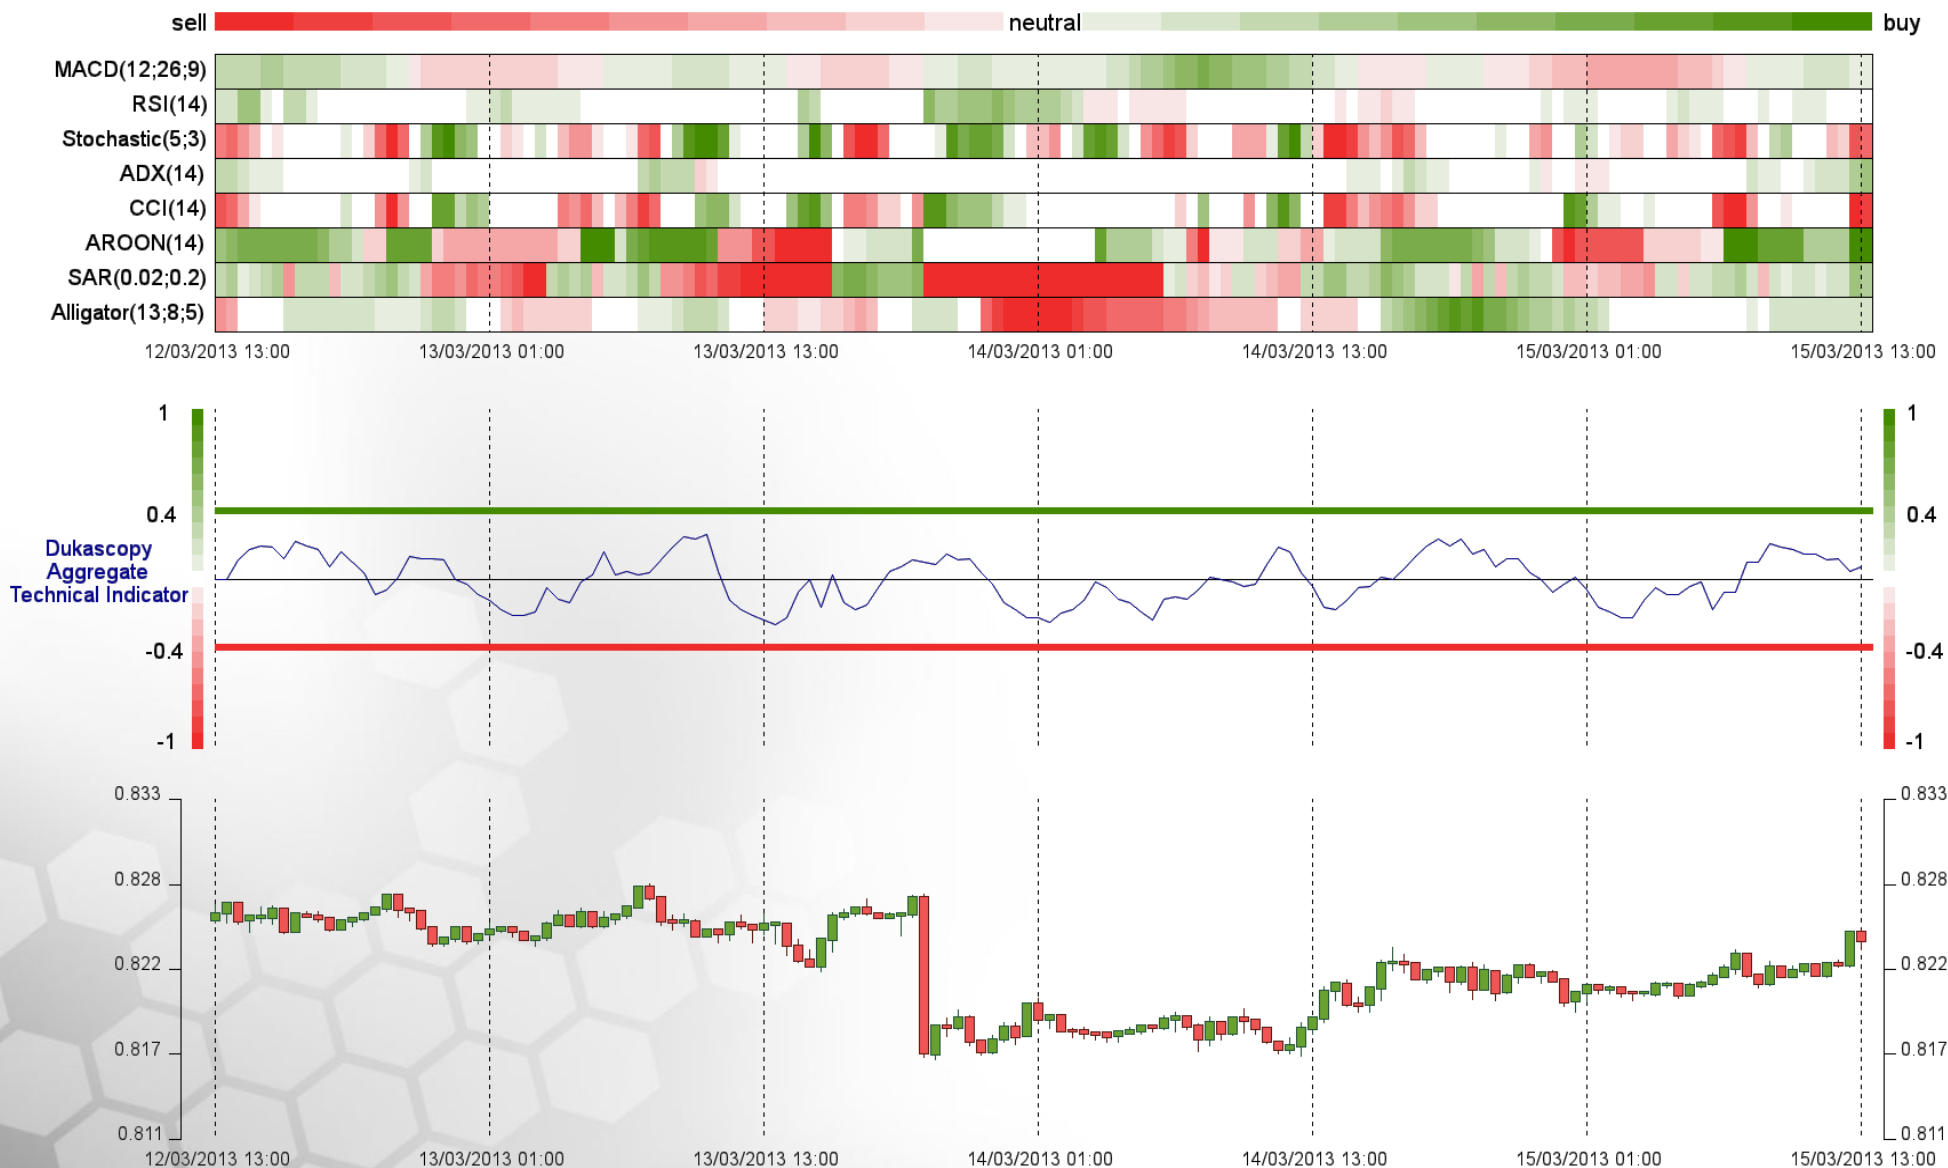 sell neutral buy
MACD(12;26;9)
RSI(14)
Stochastic(5;3)
ADX(14)
CCI(14)
AROON(14)
SAR(0.02;0.2)
Alligator(13;8;5)
12/03/2013 13:00 13/03/2013 01:00 13/03/2013 13:00 14/03/2013 01:00 14/03/2013 13:00 15/03/2013 01:00 15/03/2013 13:00
1 1
0.4 0.4
Dukascopy
Aggregate
Technical Indicator
-0.4 -0.4
-1 -1
0.833 0.833
0.828 0.828
0.822 0.822
0.817 0.817
0.811 0.811
12/03/2013 13:00 13/03/2013 01:00 13/03/2013 13:00 14/03/2013 01:00 14/03/2013 13:00 15/03/2013 01:00 15/03/2013 13:00